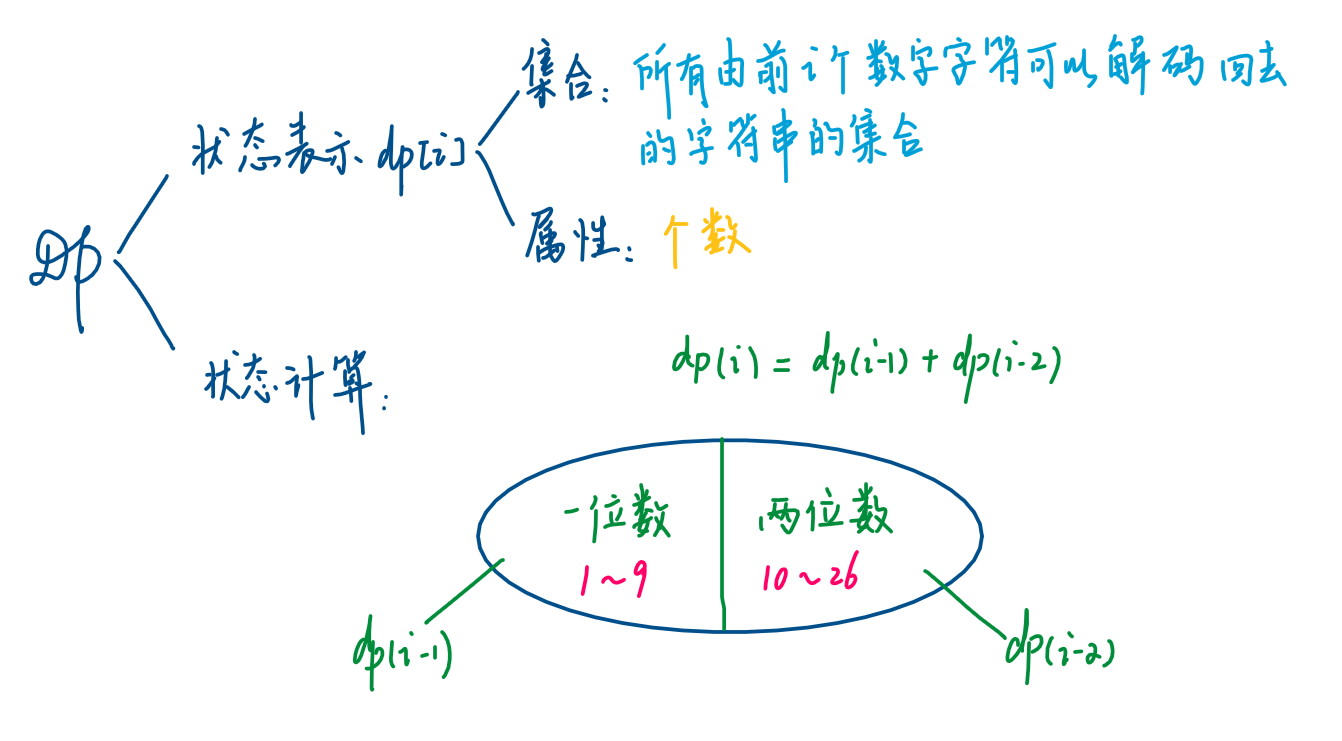 集合：所有由前i个数字字符可以解码回去
的字符串的集合
状态表示 dp[i]
属性：个数
Dp
dp(i) = dp(i-1) + dp(i-2)
状态计算：
一位数 两位数
1~9 10~26
dp(i-1) dp(i-2)